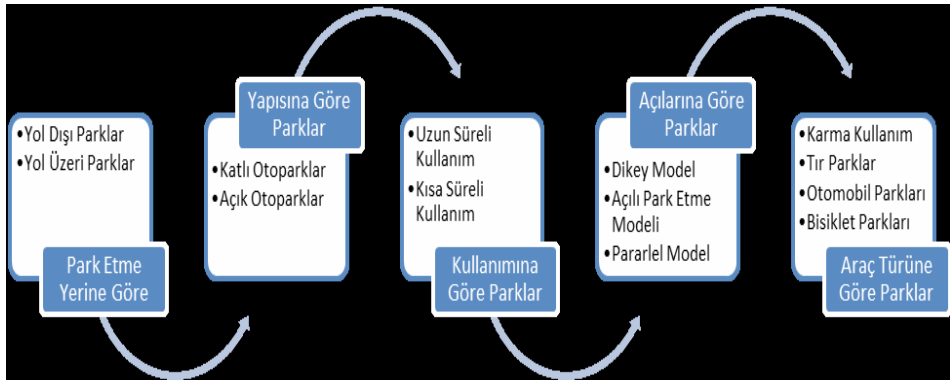 •Yol Dışı Parklar
•Yol Üzeri Parklar
Park Etme
Yerine Göre
Yapısına Göre
Parklar
•Katlı Otoparklar
•Açık Otoparklar
•Uzun Süreli
Kullanım
•Kısa Süreli
Kullanım
Kullanımına
Göre Parklar
Açılarına Göre
Parklar
•Dikey Model
•Açılı Park Etme
Modeli
•Pararlel Model
•Karma Kullanım
•Tır Parklar
•Otomobil Parkları
•Bisiklet Parkları
Araç Türüne
Göre Parklar